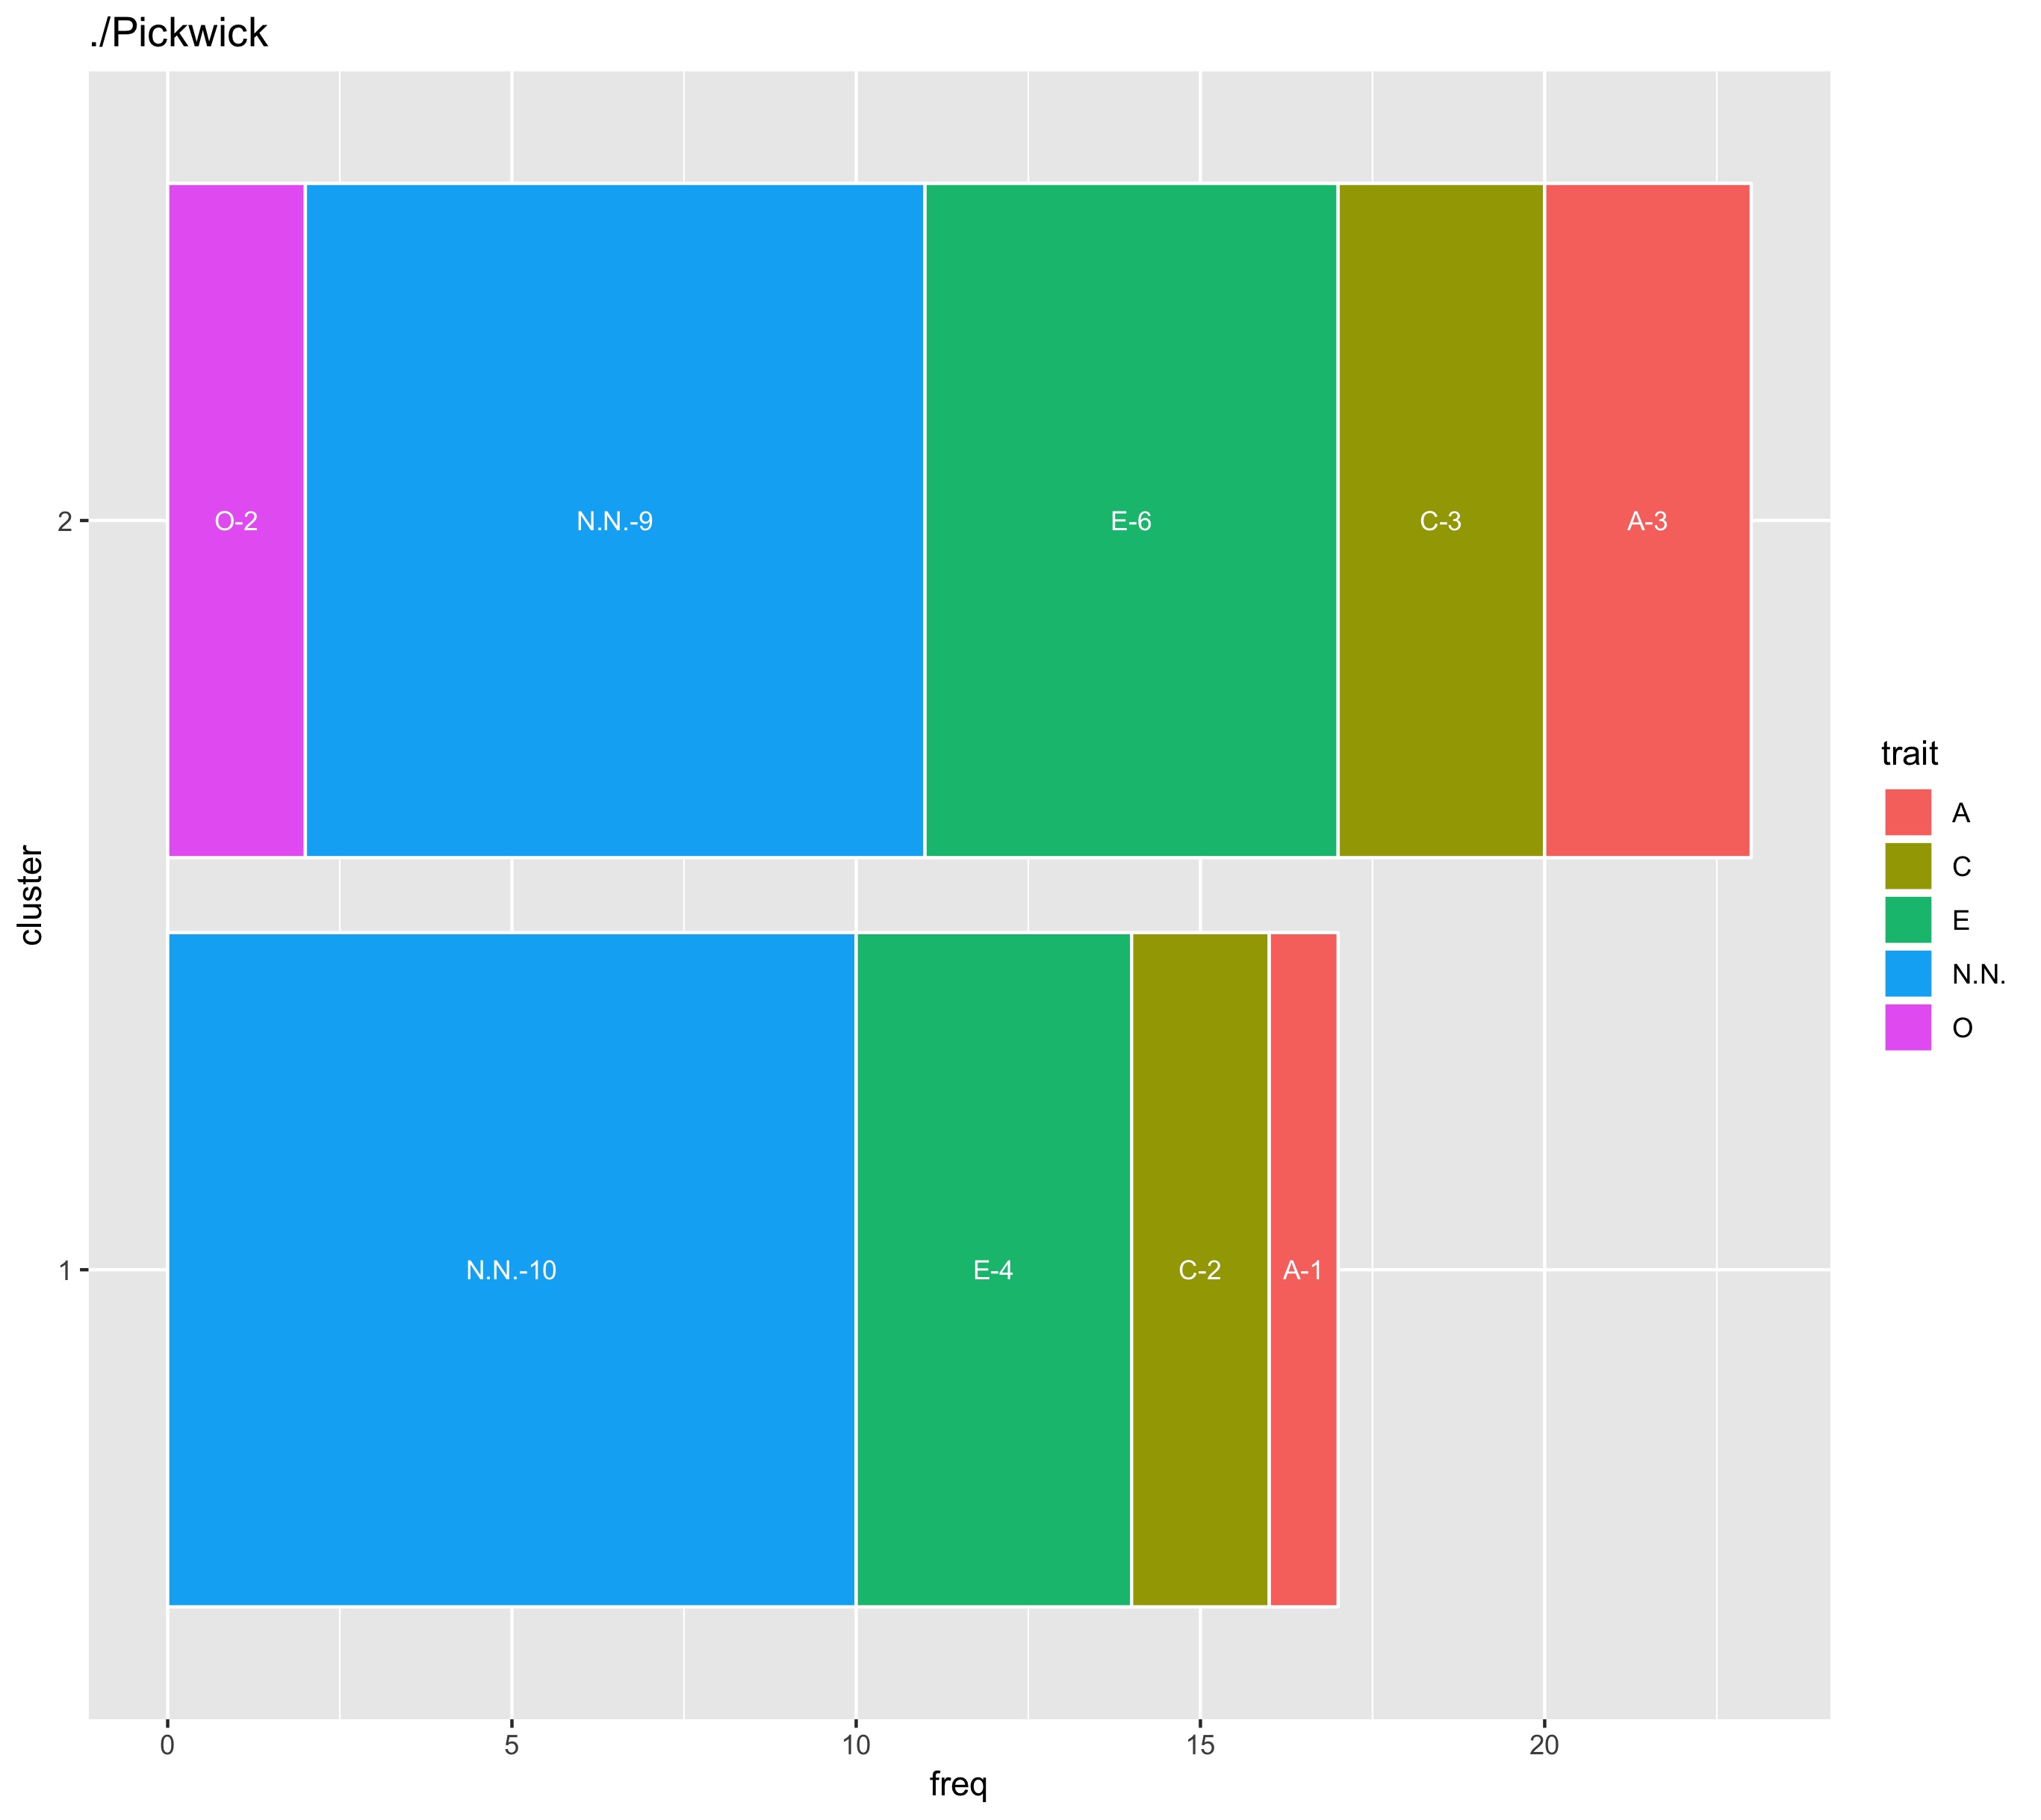 ./Pickwick
cluster
2
O-2 N.N.-9 E-6 C-3 A-3
1
N.N.-10 E-4 C-2 A-1
0 5 10 15 20
freq
trait
A
C
E
N.N.
O